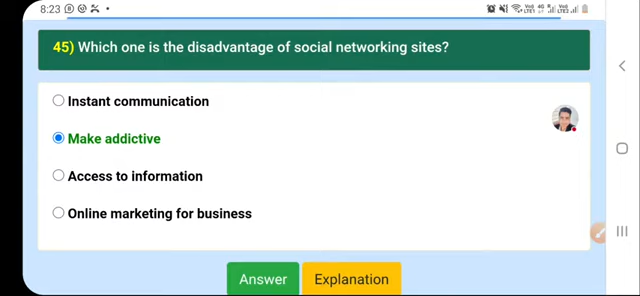 8:23
45) Which one is the disadvantage of social networking sites?
Instant communication
Make addictive
Access to information
Online marketing for business
Answer Explanation